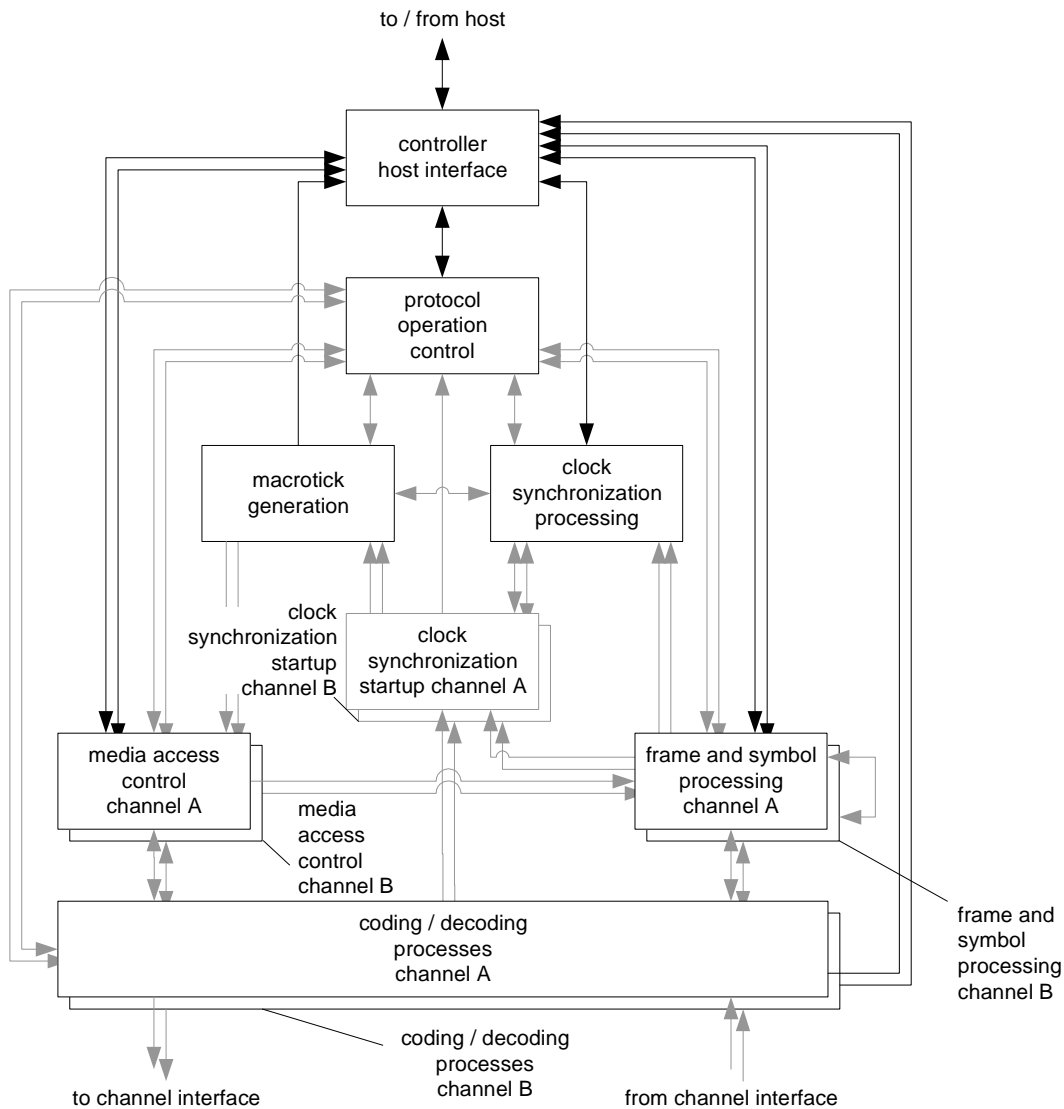 to / from host
controller
host interface
protocol
operation
control
macrotick
generation
clock
synchronization
processing
clock
synchronization
startup
channel B
clock
synchronization
startup channel A
media access
control
channel A
frame and symbol
processing
channel A
media
access
control
channel B
coding / decoding
processes
channel A
frame and
symbol
processing
channel B
coding / decoding
processes
channel B
to channel interface
from channel interface